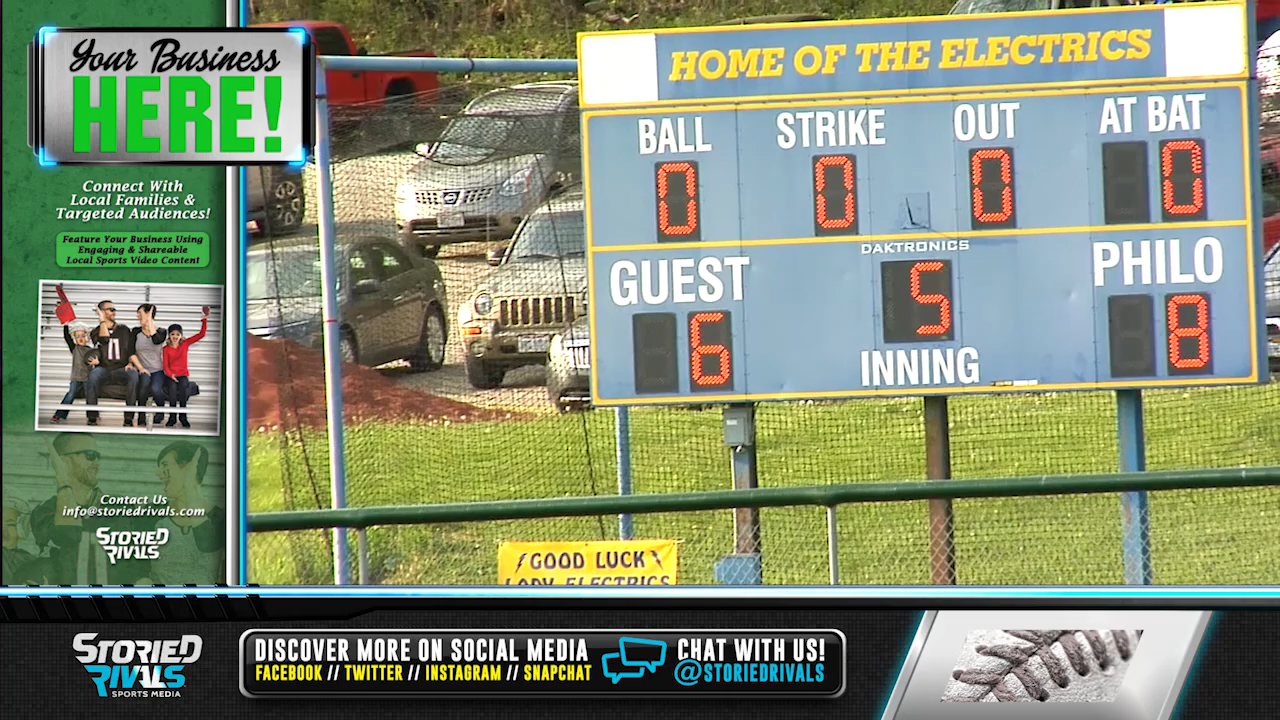 Your Business
HERE!
Connect With
Local Families &
Targeted Audiences!
Feature Your Business Using
Engaging & Shareable
Local Sports Video Content
Contact Us
info@storiedrivals.com
STORIED
RIVALS
HOME OF THE ELECTRICS
BALL STRIKE OUT AT BAT
0 0 0
DAKTRONICS
GUEST PHILO
6 5 8
INNING
GOOD LUCK
LADY ELECTRICS
STORIED
RIVALS
SPORTS MEDIA
DISCOVER MORE ON SOCIAL MEDIA
FACEBOOK // TWITTER // INSTAGRAM // SNAPCHAT
CHAT WITH US!
@STORIEDRIVALS